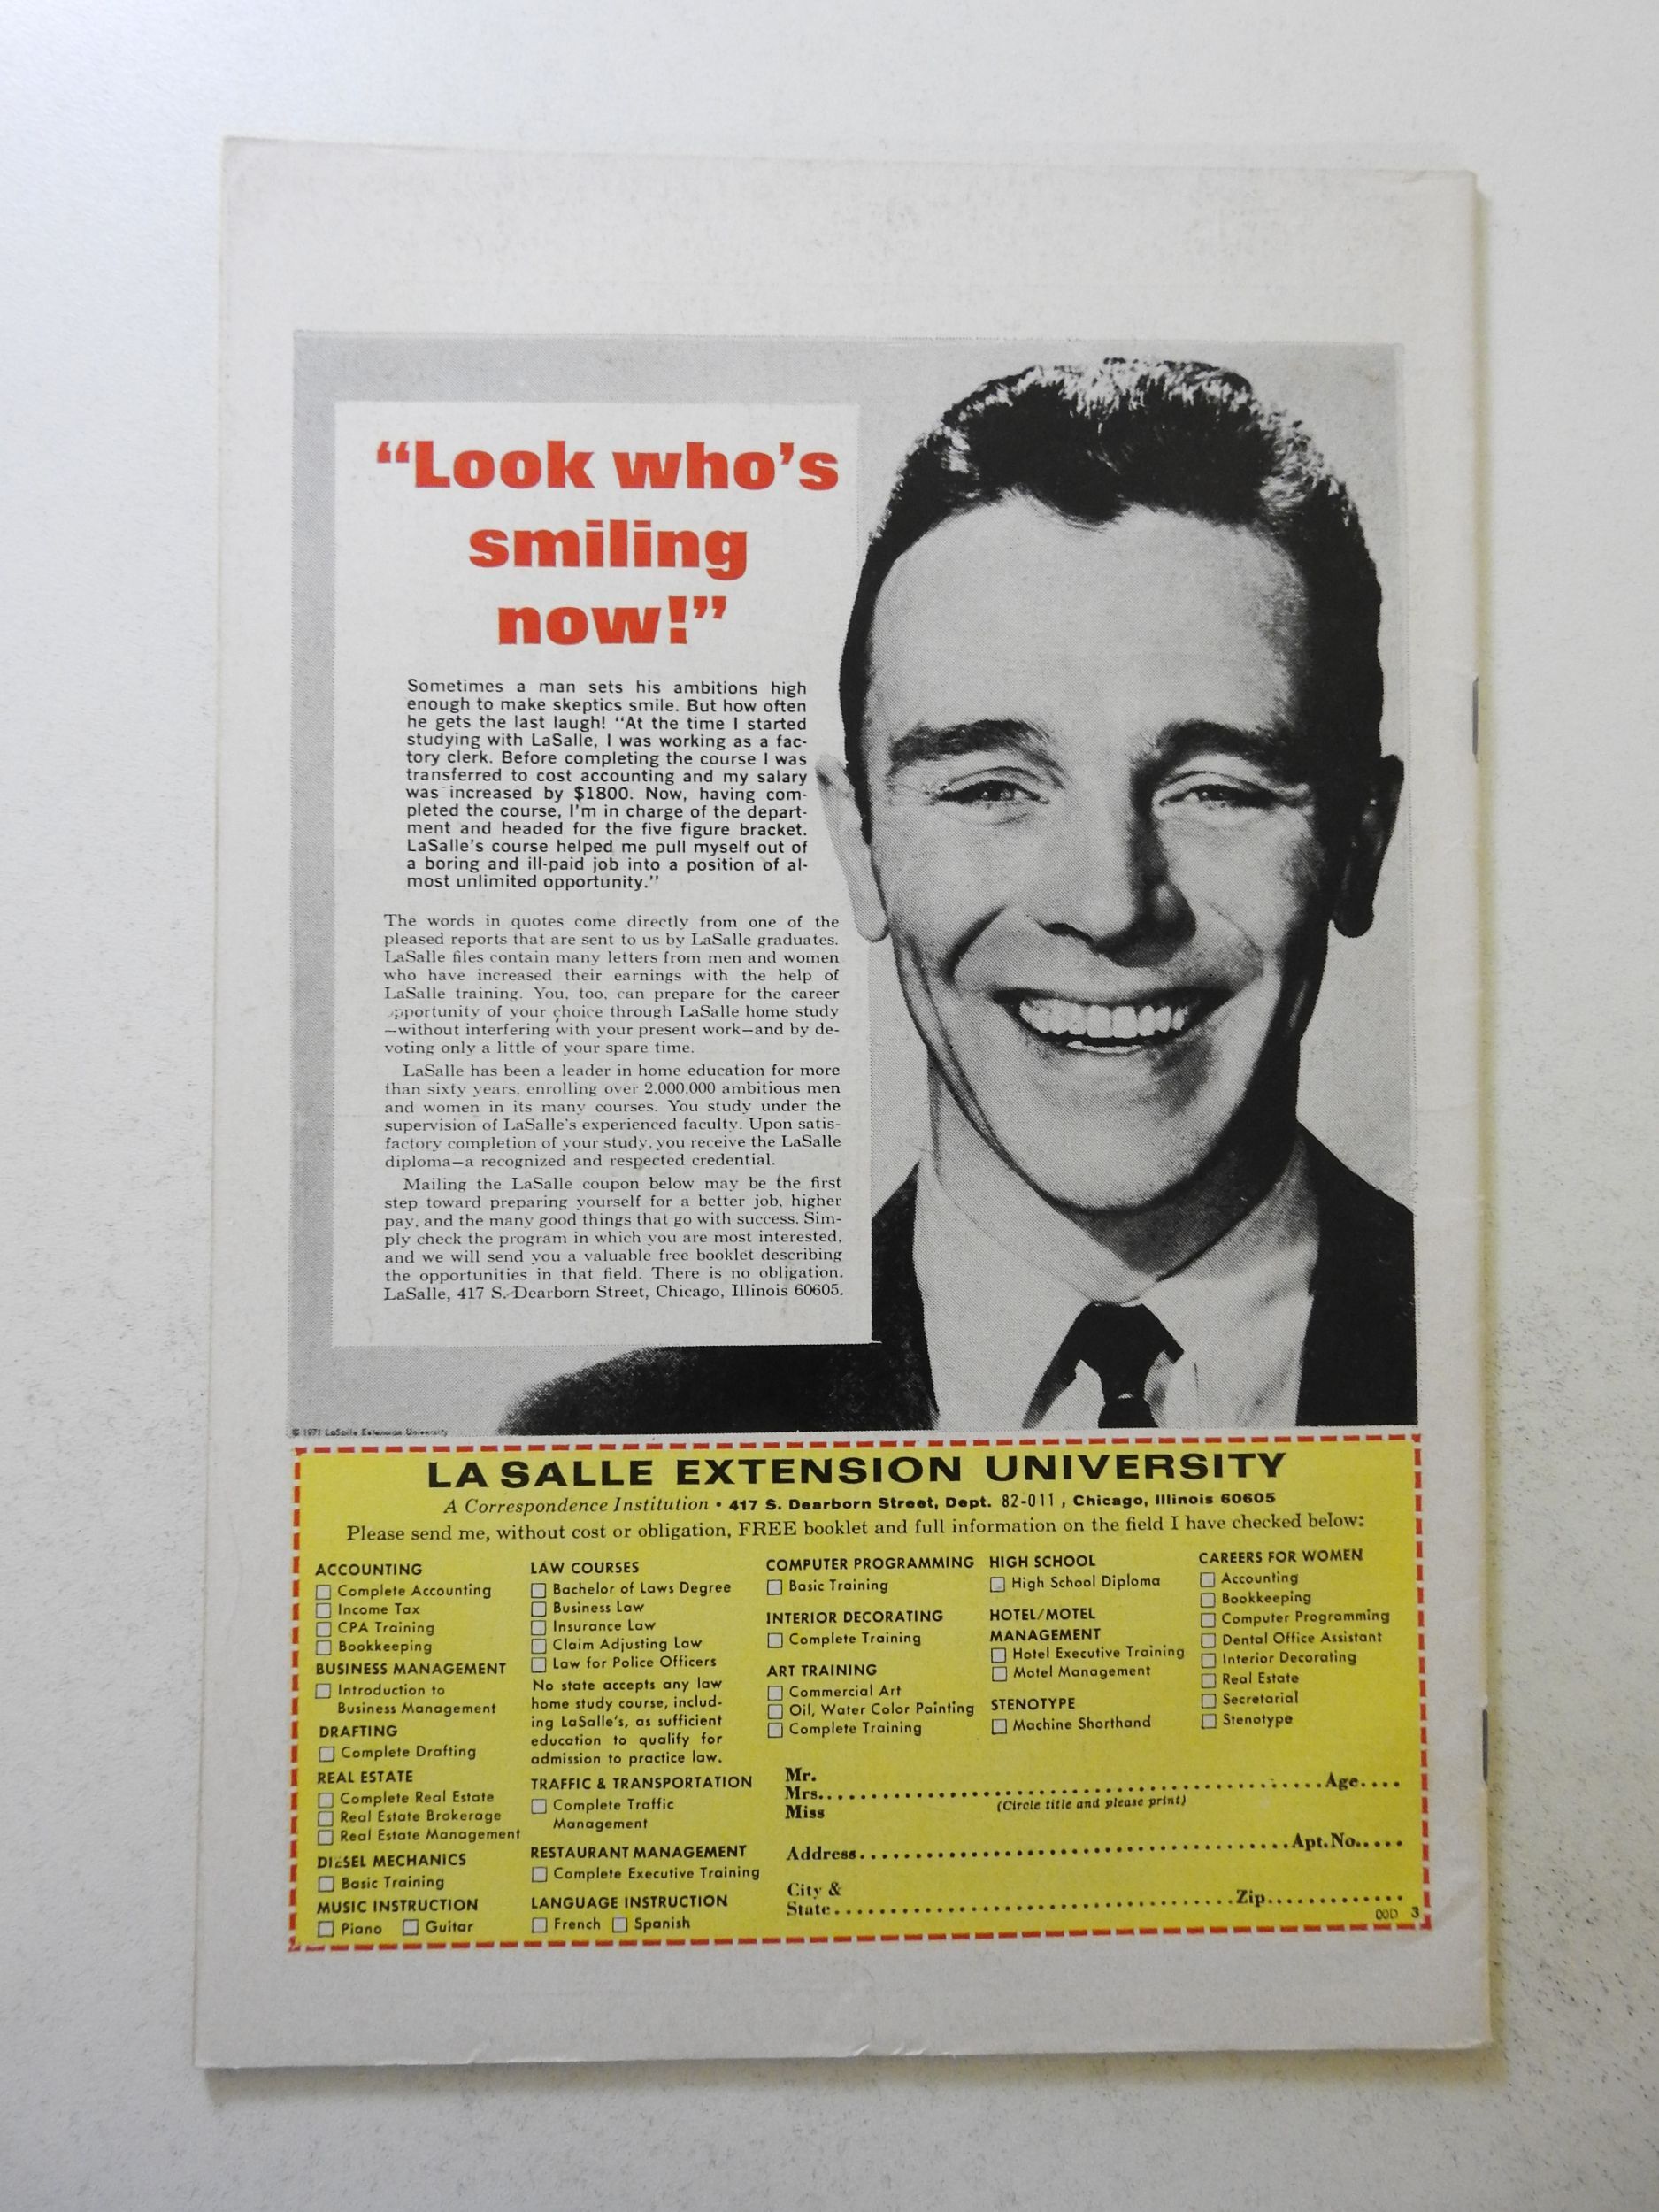 “Look who’s
smiling
now!”
Sometimes a man sets his ambitions high
enough to make skeptics smile. But how often
he gets the last laugh! “At the time I started
studying with LaSalle, I was working as a fac-
tory clerk. Before completing the course I was
transferred to cost accounting and my salary
was increased by $1800. Now, having com-
pleted the course, I’m in charge of the depart-
ment and headed for the five figure bracket.
LaSalle’s course helped me pull myself out of
a boring and ill-paid job into a position of al-
most unlimited opportunity.”
The words in quotes come directly from one of the
pleased reports that are sent to us by LaSalle graduates.
LaSalle files contain many letters from men and women
who have increased their earnings with the help of
LaSalle training. You, too, can prepare for the career
opportunity of your choice through LaSalle home study
—without interfering with your present work—and by de-
voting only a little of your spare time.
LaSalle has been a leader in home education for more
than sixty years, enrolling over 2,000,000 ambitious men
and women in its many courses. You study under the
supervision of LaSalle’s experienced faculty. Upon satis-
factory completion of your study, you receive the LaSalle
diploma—a recognized and respected credential.
Mailing the LaSalle coupon below may be the first
step toward preparing yourself for a better job, higher
pay, and the many good things that go with success. Sim-
ply check the program in which you are most interested,
and we will send you a valuable free booklet describing
the opportunities in that field. There is no obligation.
LaSalle, 417 S. Dearborn Street, Chicago, Illinois 60605.
© 1971 LaSalle Extension University
LA SALLE EXTENSION UNIVERSITY
A Correspondence Institution • 417 S. Dearborn Street, Dept. 82-011, Chicago, Illinois 60605
Please send me, without cost or obligation, FREE booklet and full information on the field I have checked below:
ACCOUNTING
Complete Accounting
Income Tax
CPA Training
Bookkeeping
BUSINESS MANAGEMENT
Introduction to
Business Management
DRAFTING
Complete Drafting
REAL ESTATE
Complete Real Estate
Real Estate Brokerage
Real Estate Management
DIESEL MECHANICS
Basic Training
MUSIC INSTRUCTION
Piano Guitar
LAW COURSES
Bachelor of Laws Degree
Business Law
Insurance Law
Claim Adjusting Law
Law for Police Officers
No state accepts any law
home study course, includ-
ing LaSalle’s, as sufficient
education to qualify for
admission to practice law.
TRAFFIC & TRANSPORTATION
Complete Traffic
Management
RESTAURANT MANAGEMENT
Complete Executive Training
LANGUAGE INSTRUCTION
French Spanish
COMPUTER PROGRAMMING
Basic Training
INTERIOR DECORATING
Complete Training
ART TRAINING
Commercial Art
Oil, Water Color Painting
Complete Training
HIGH SCHOOL
High School Diploma
HOTEL/MOTEL
MANAGEMENT
Hotel Executive Training
Motel Management
STENOTYPE
Machine Shorthand
CAREERS FOR WOMEN
Accounting
Bookkeeping
Computer Programming
Dental Office Assistant
Interior Decorating
Real Estate
Secretarial
Stenotype
Mr.
Mrs. Age
Miss (Circle title and please print)
Address Apt.No.
City &
State Zip
00D 3